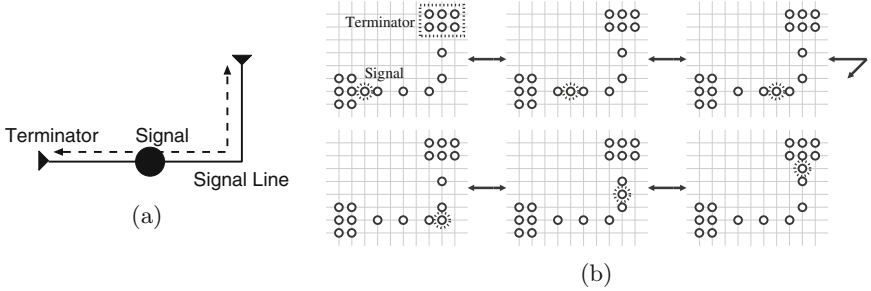 Terminator
Signal
Signal Line
(a)
Terminator
Signal
(b)